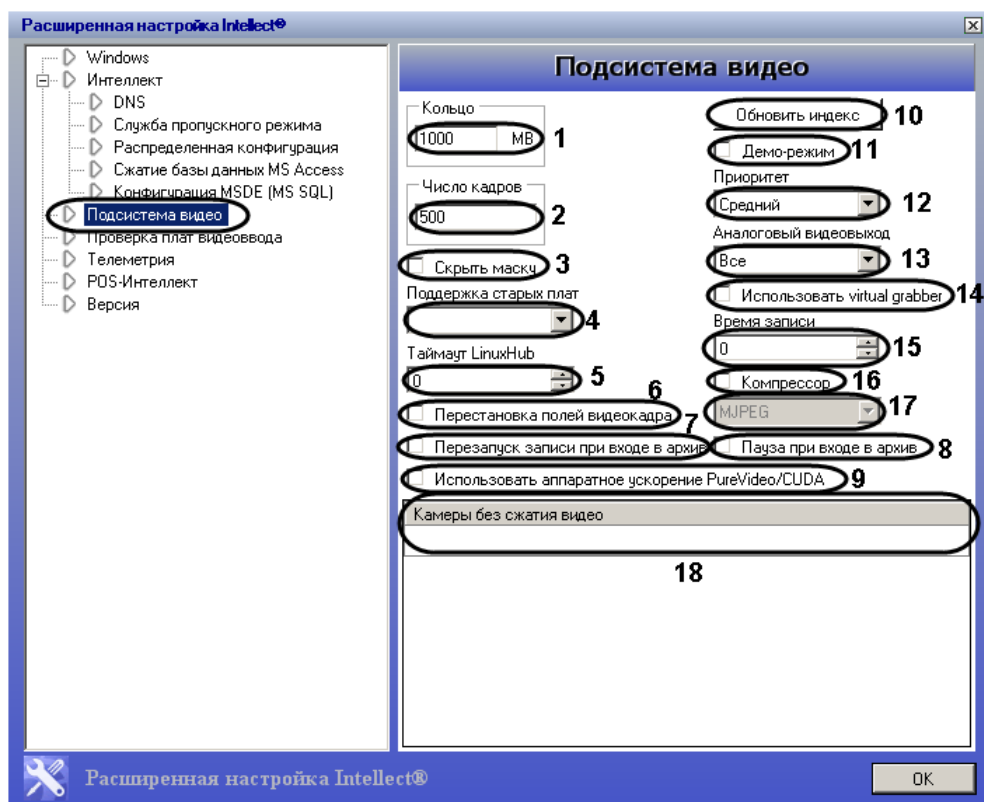 Расширенная настройка Intellect®
Windows
Интеллект
DNS
Служба пропускного режима
Распределенная конфигурация
Сжатие базы данных MS Access
Конфигурация MSDE (MS SQL)
Подсистема видео
Проверка плат видеоввода
Телеметрия
POS-Интеллект
Версия
Подсистема видео
Кольцо
1000 MB 1
Число кадров
500 2
Скрыть маску 3
Поддержка старых плат
4
Таймаут LinuxHub
0 5
6
Перестановка полей видеокадра 7
Перезапуск записи при входе в архив
Использовать аппаратное ускорение PureVideo/CUDA 9
Обновить индекс 10
Демо-режим 11
Приоритет
Средний 12
Аналоговый видеовыход
Все 13
Использовать virtual grabber 14
Время записи
0 15
Компрессор 16
MJPEG 17
Пауза при входе в архив 8
Камеры без сжатия видео
18
Расширенная настройка Intellect®
OK